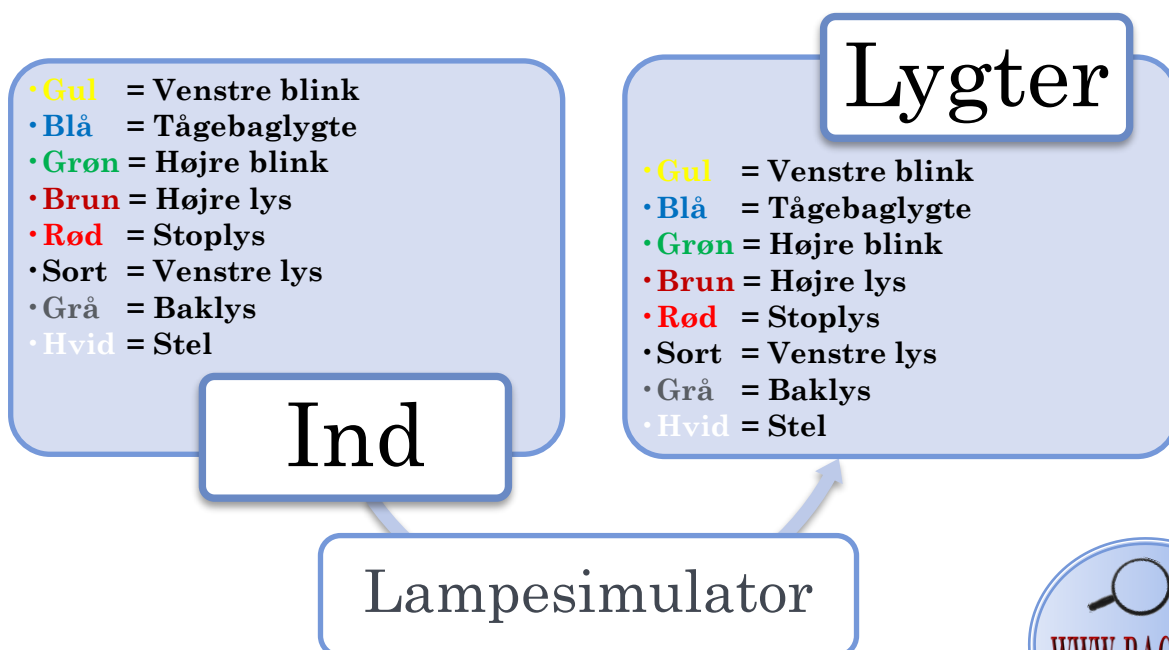 · Gul = Venstre blink
· Blå = Tågebaglygte
· Grøn = Højre blink
· Brun = Højre lys
· Rød = Stoplys
· Sort = Venstre lys
· Grå = Baklys
· Hvid = Stel
Ind
Lygter
· Gul = Venstre blink
· Blå = Tågebaglygte
· Grøn = Højre blink
· Brun = Højre lys
· Rød = Stoplys
· Sort = Venstre lys
· Grå = Baklys
· Hvid = Stel
Lampesimulator